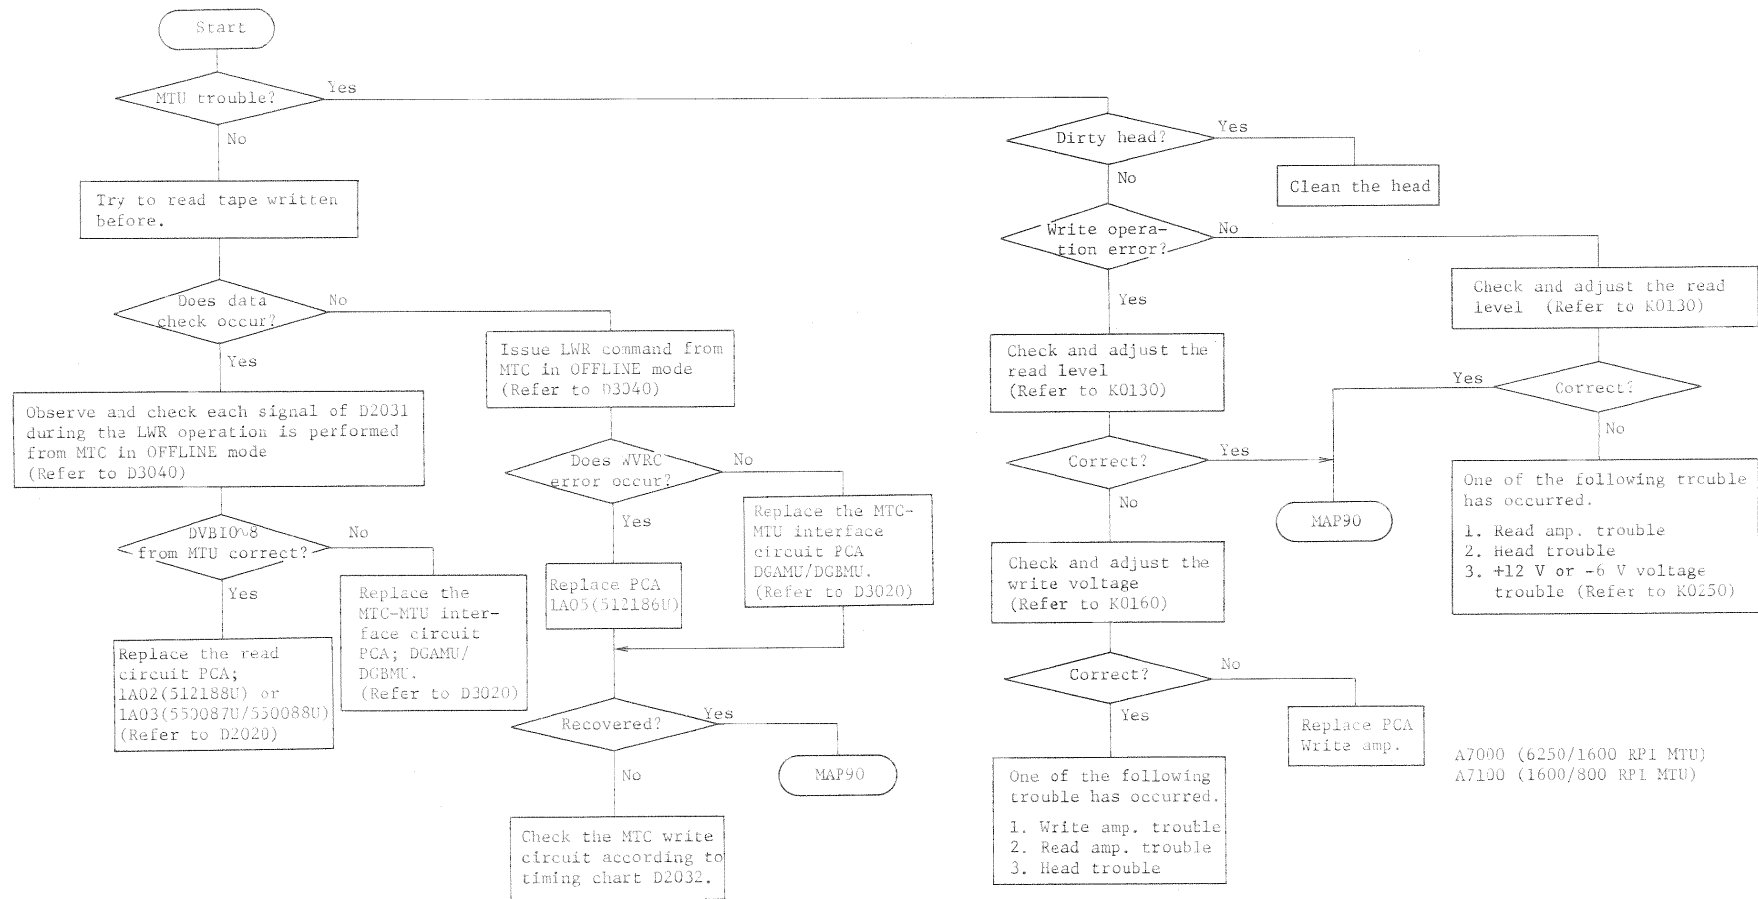 Start
MTU trouble?
Yes
No
Try to read tape written
before.
Does data
check occur?
No
Yes
Observe and check each signal of D2031
during the LWR operation is performed
from MTC in OFFLINE mode
(Refer to D3040)
DVBI0~8
from MTU correct?
No
Yes
Replace the read
circuit PCA;
1A02(512188U) or
1A03(550087U/550088U)
(Refer to D2020)
Replace the
MTC-MTU inter-
face circuit
PCA; DGAMU/
DGBMU.
(Refer to D3020)
Issue LWR command from
MTC in OFFLINE mode
(Refer to D3040)
Does WVRC
error occur?
No
Yes
Replace PCA
1A05(512186U)
Replace the MTC-
MTU interface
circuit PCA
DGAMU/DGBMU.
(Refer to D3020)
Recovered?
Yes
No
MAP90
Check the MTC write
circuit according to
timing chart D2032.
Dirty head?
Yes
No
Clean the head
Write opera-
tion error?
No
Yes
Check and adjust the
read level
(Refer to K0130)
Correct?
Yes
No
MAP90
Check and adjust the
write voltage
(Refer to K0160)
Correct?
No
Yes
Replace PCA
Write amp.
One of the following
trouble has occurred.
1. Write amp. trouble
2. Read amp. trouble
3. Head trouble
Check and adjust the read
level (Refer to K0130)
Correct?
Yes
No
One of the following trouble
has occurred.
1. Read amp. trouble
2. Head trouble
3. +12 V or -6 V voltage
trouble (Refer to K0250)
A7000 (6250/1600 RPI MTU)
A7100 (1600/800 RPI MTU)